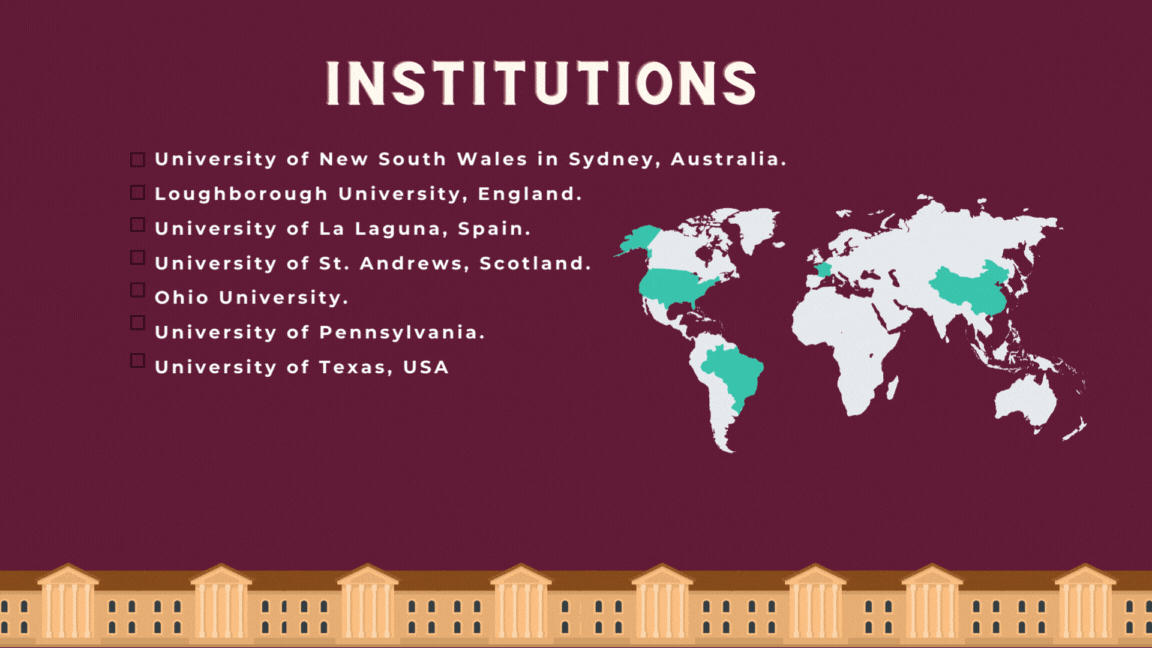 INSTITUTIONS
University of New South Wales in Sydney, Australia.
Loughborough University, England.
University of La Laguna, Spain.
University of St. Andrews, Scotland.
Ohio University.
University of Pennsylvania.
University of Texas, USA